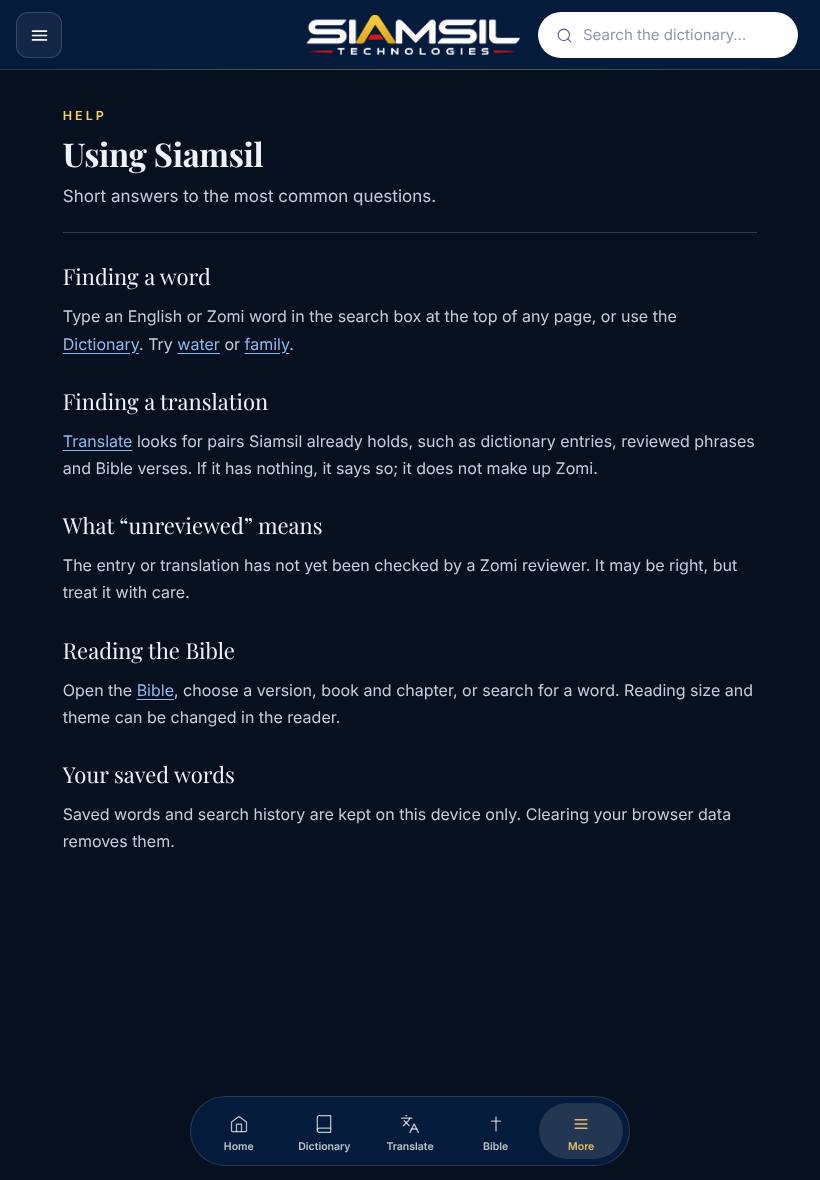 SIAMSIL
TECHNOLOGIES
Search the dictionary...
HELP
Using Siamsil
Short answers to the most common questions.
Finding a word
Type an English or Zomi word in the search box at the top of any page, or use the
Dictionary. Try water or family.
Finding a translation
Translate looks for pairs Siamsil already holds, such as dictionary entries, reviewed phrases
and Bible verses. If it has nothing, it says so; it does not make up Zomi.
What “unreviewed” means
The entry or translation has not yet been checked by a Zomi reviewer. It may be right, but
treat it with care.
Reading the Bible
Open the Bible, choose a version, book and chapter, or search for a word. Reading size and
theme can be changed in the reader.
Your saved words
Saved words and search history are kept on this device only. Clearing your browser data
removes them.
Home
Dictionary
Translate
Bible
More